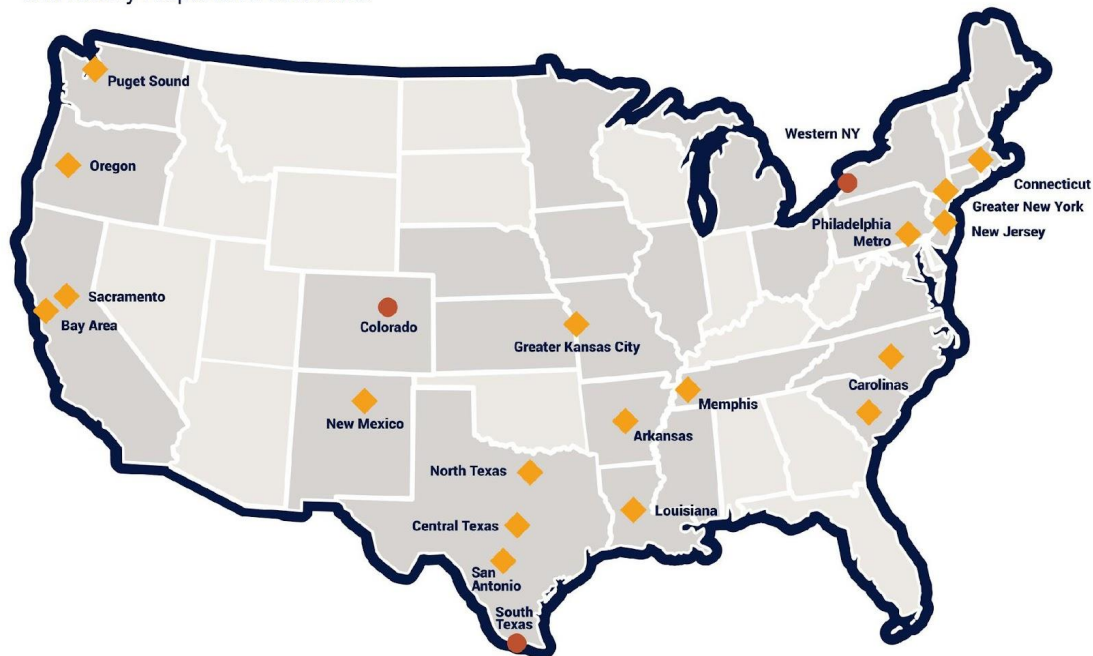 Puget Sound
Oregon
Sacramento
Bay Area
Colorado
New Mexico
Greater Kansas City
Memphis
Arkansas
North Texas
Central Texas
San
Antonio
South
Texas
Louisiana
Western NY
Connecticut
Greater New York
New Jersey
Philadelphia
Metro
Carolinas